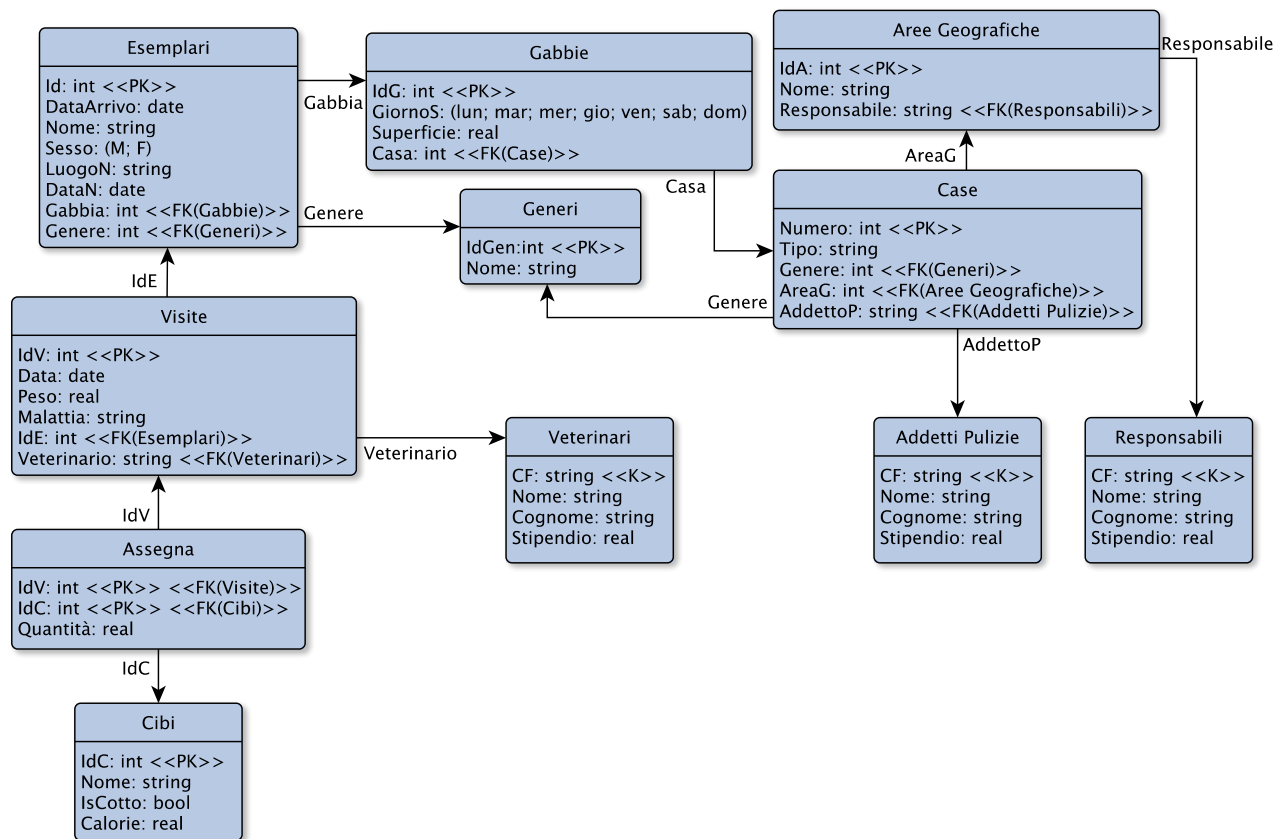 Esemplari
Id: int <<PK>>
DataArrivo: date
Nome: string
Sesso: (M; F)
LuogoN: string
DataN: date
Gabbia: int <<FK(Gabbie)>>
Genere: int <<FK(Generi)>>
Gabbia
Gabbie
IdG: int <<PK>>
GiornoS: (lun; mar; mer; gio; ven; sab; dom)
Superficie: real
Casa: int <<FK(Case)>>
Aree Geografiche
IdA: int <<PK>>
Nome: string
Responsabile: string <<FK(Responsabili)>>
Responsabile
AreaG
Casa
Genere
Generi
IdGen:int <<PK>>
Nome: string
Case
Numero: int <<PK>>
Tipo: string
Genere: int <<FK(Generi)>>
AreaG: int <<FK(Aree Geografiche)>>
AddettoP: string <<FK(Addetti Pulizie)>>
Genere
AddettoP
IdE
Visite
IdV: int <<PK>>
Data: date
Peso: real
Malattia: string
IdE: int <<FK(Esemplari)>>
Veterinario: string <<FK(Veterinari)>>
Veterinario
Veterinari
CF: string <<K>>
Nome: string
Cognome: string
Stipendio: real
Addetti Pulizie
CF: string <<K>>
Nome: string
Cognome: string
Stipendio: real
Responsabili
CF: string <<K>>
Nome: string
Cognome: string
Stipendio: real
IdV
Assegna
IdV: int <<PK>> <<FK(Visite)>>
IdC: int <<PK>> <<FK(Cibi)>>
Quantità: real
IdC
Cibi
IdC: int <<PK>>
Nome: string
IsCotto: bool
Calorie: real